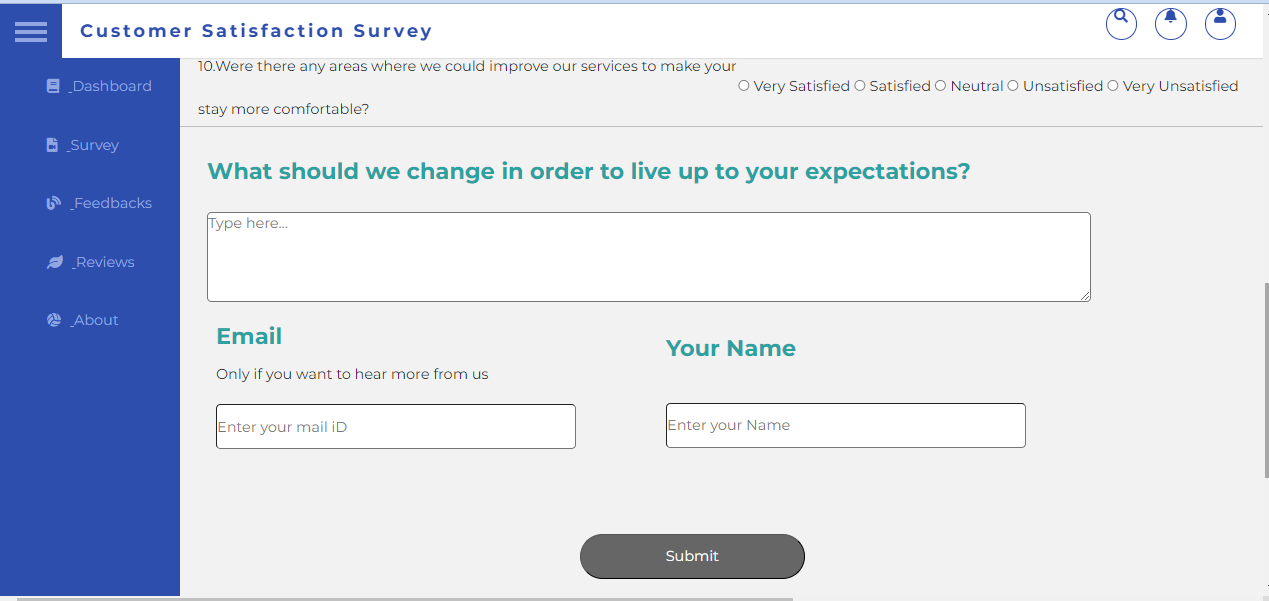 Customer Satisfaction Survey
_Dashboard
_Survey
_Feedbacks
_Reviews
_About
10.Were there any areas where we could improve our services to make your
stay more comfortable?
Very Satisfied Satisfied Neutral Unsatisfied Very Unsatisfied
What should we change in order to live up to your expectations?
Type here...
Email
Only if you want to hear more from us
Enter your mail iD
Your Name
Enter your Name
Submit